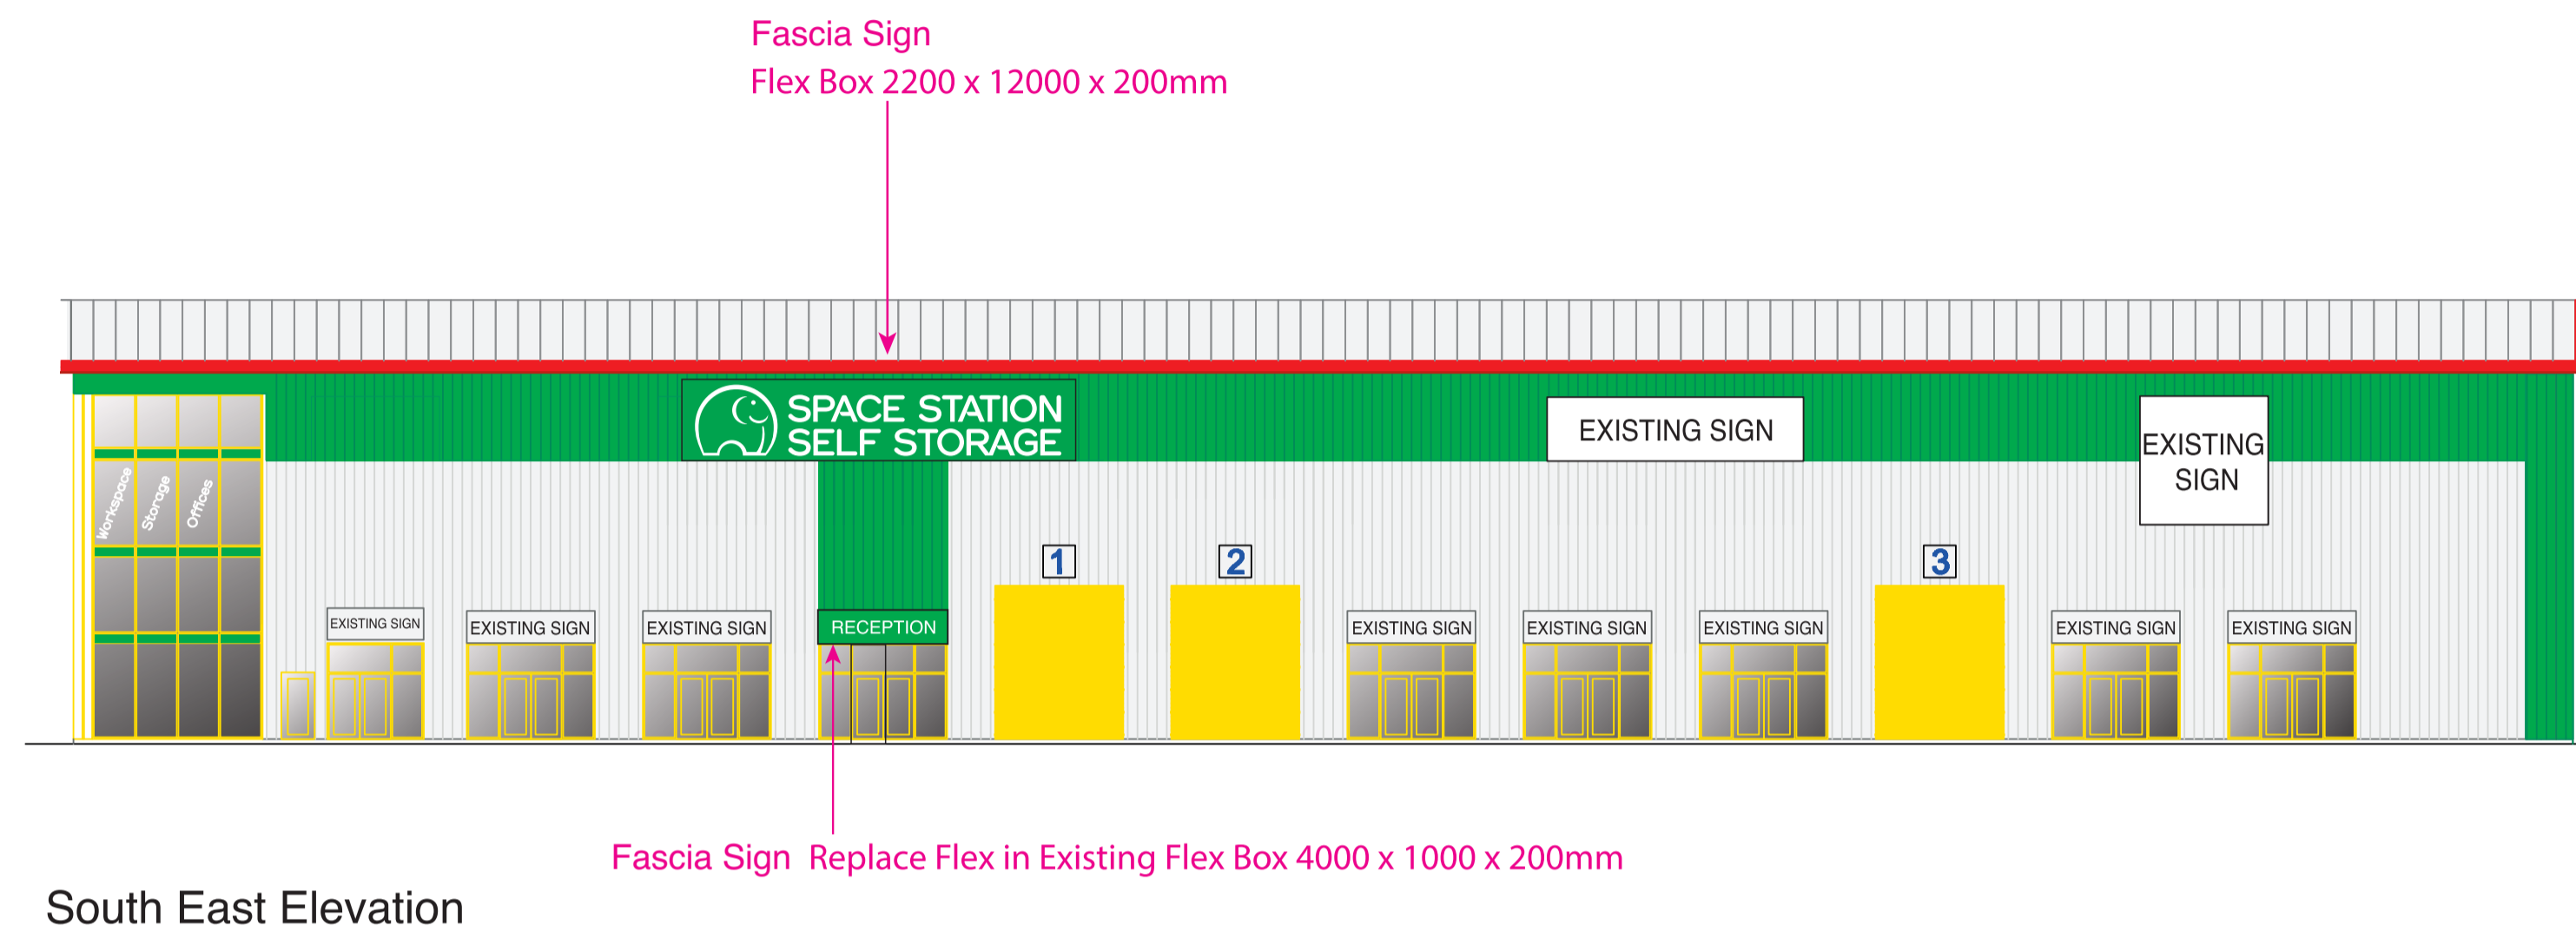 Fascia Sign
Flex Box 2200 x 12000 x 200mm
SPACE STATION
SELF STORAGE
EXISTING SIGN
EXISTING
SIGN
Workspace
Storage
Offices
1
2
3
EXISTING SIGN
EXISTING SIGN
EXISTING SIGN
RECEPTION
EXISTING SIGN
EXISTING SIGN
EXISTING SIGN
EXISTING SIGN
EXISTING SIGN
Fascia Sign Replace Flex in Existing Flex Box 4000 x 1000 x 200mm
South East Elevation